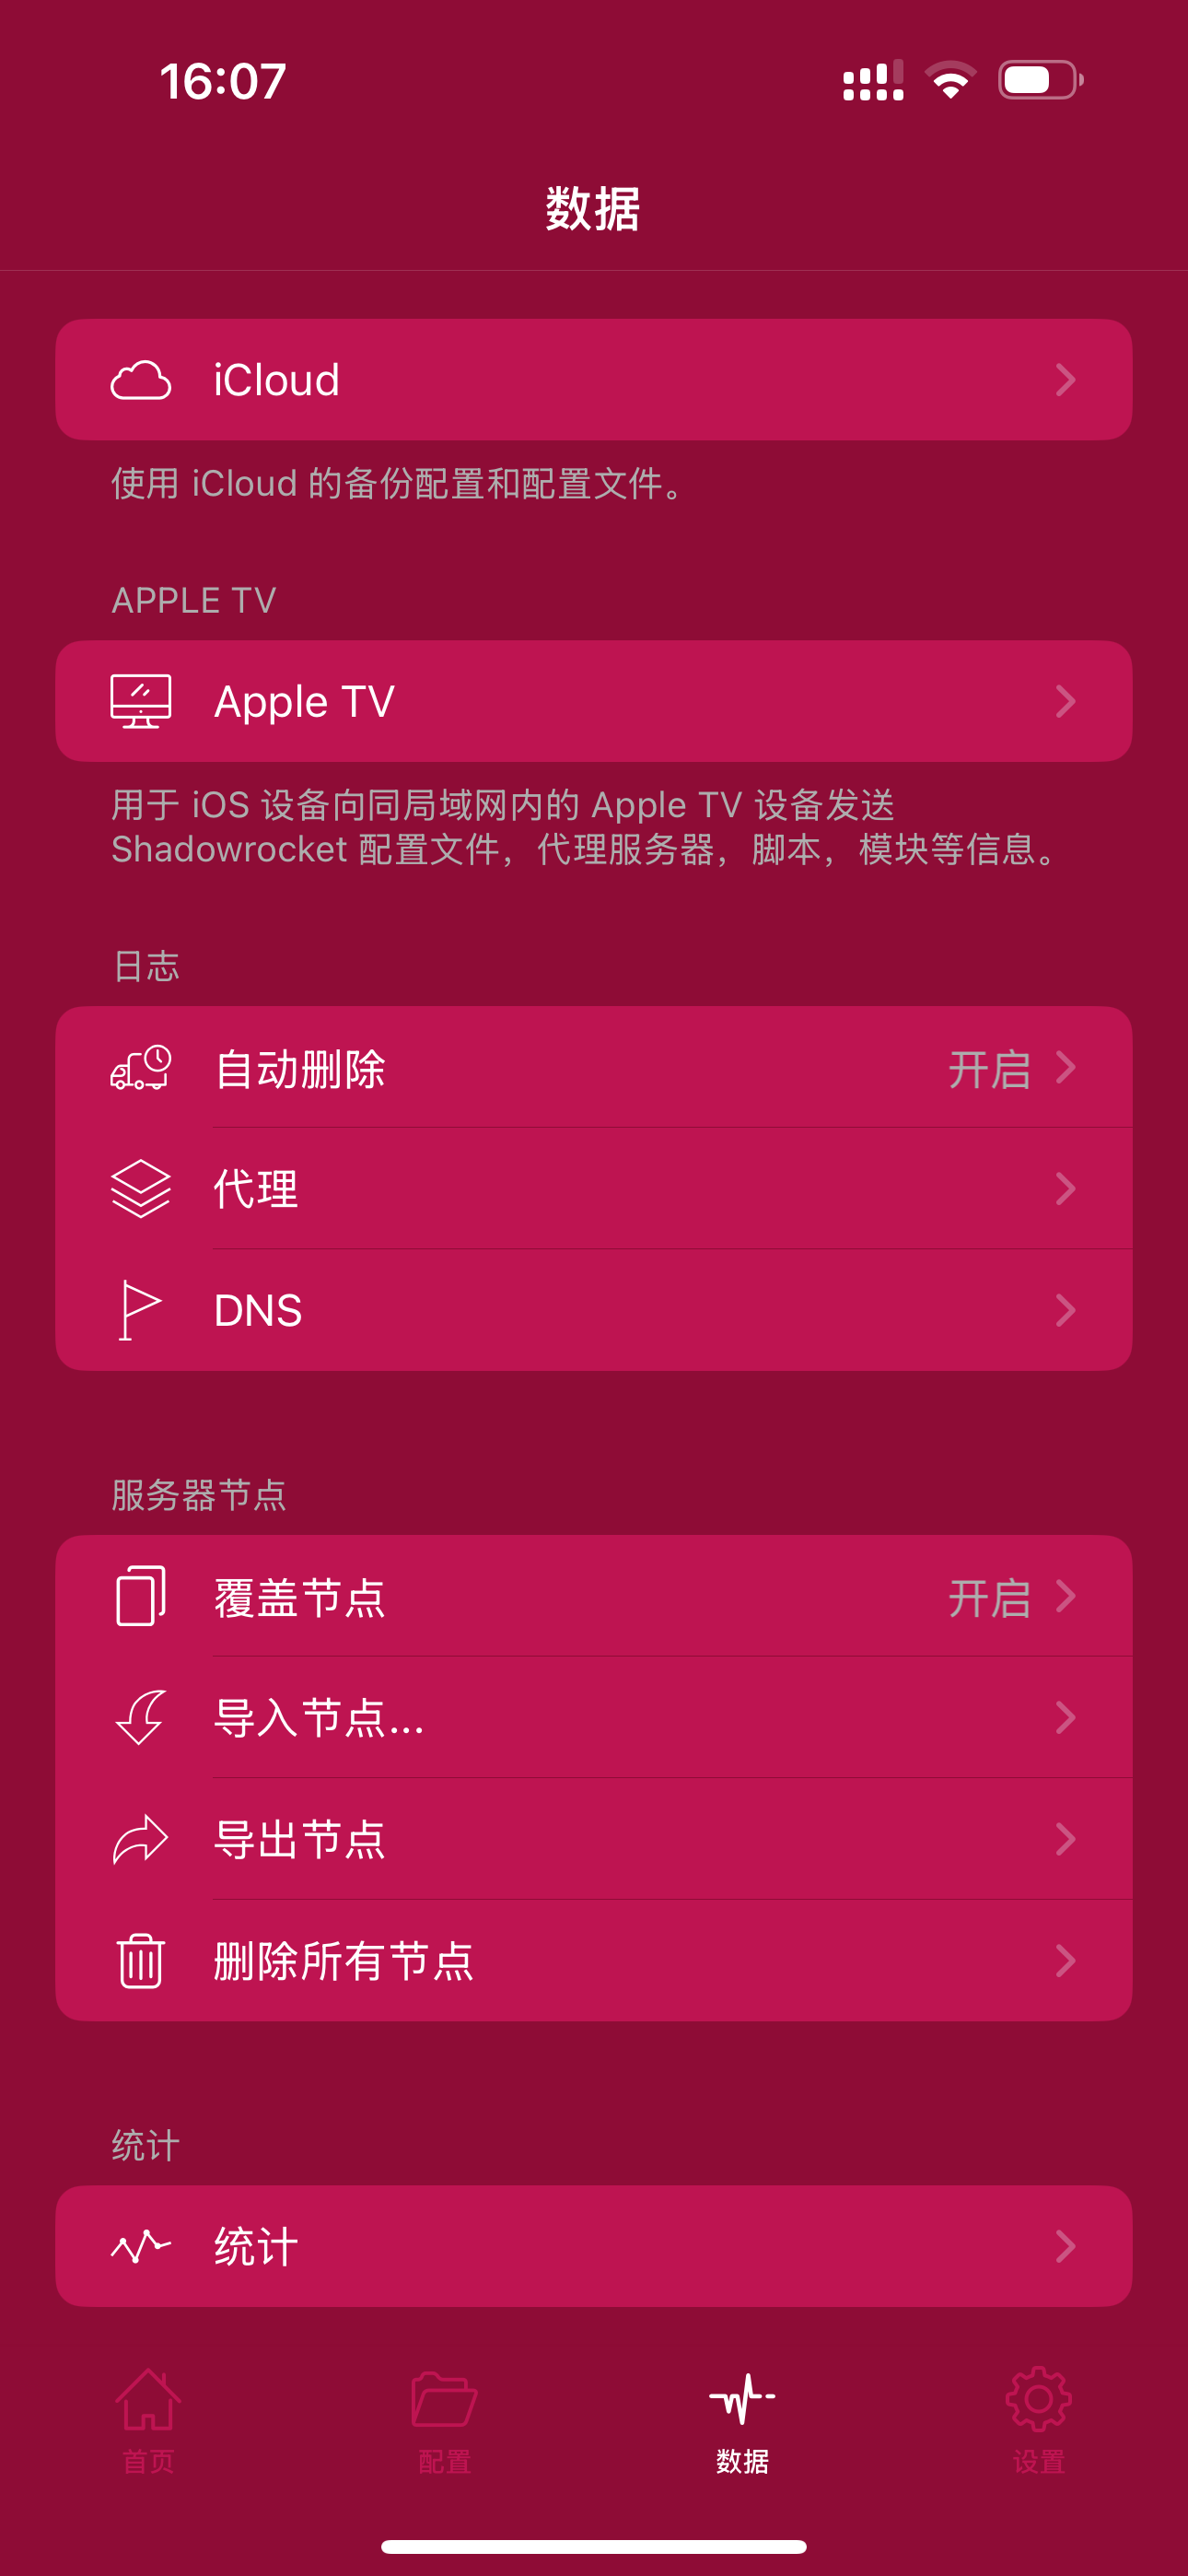 16:07
数据
iCloud
使用 iCloud 的备份配置和配置文件。
APPLE TV
Apple TV
用于 iOS 设备向同局域网内的 Apple TV 设备发送
Shadowrocket 配置文件，代理服务器，脚本，模块等信息。
日志
自动删除 开启
代理
DNS
服务器节点
覆盖节点 开启
导入节点...
导出节点
删除所有节点
统计
统计
首页 配置 数据 设置